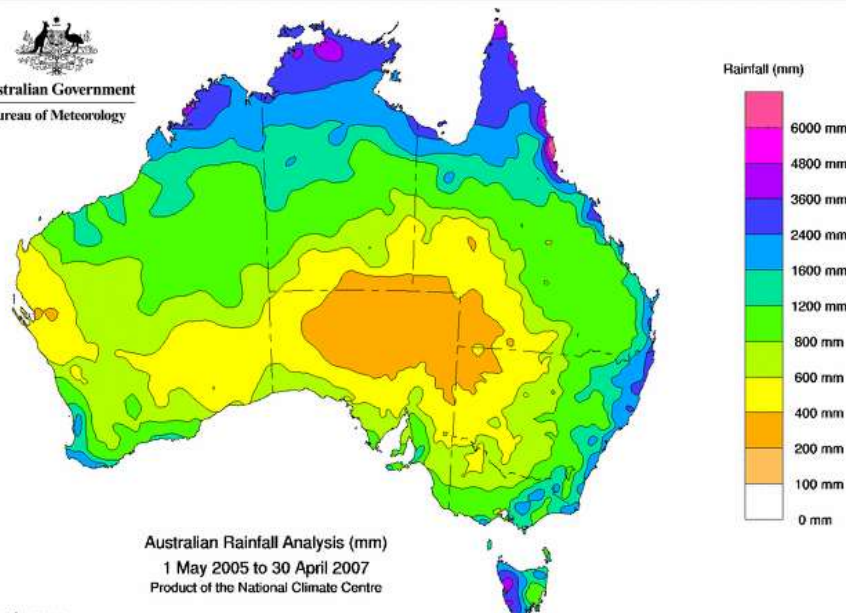 stralian Government
ureau of Meteorology
Rainfall (mm)
6000 mm
4800 mm
3600 mm
2400 mm
1600 mm
1200 mm
800 mm
600 mm
400 mm
200 mm
100 mm
0 mm
Australian Rainfall Analysis (mm)
1 May 2005 to 30 April 2007
Product of the National Climate Centre